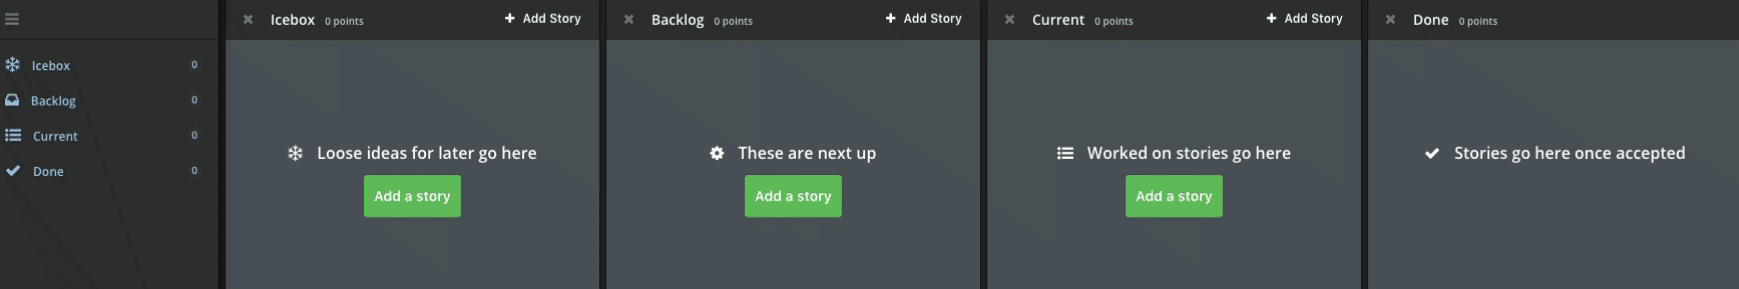 Icebox 0
Backlog 0
Current 0
Done 0
Icebox 0 points + Add Story
Loose ideas for later go here
Add a story
Backlog 0 points + Add Story
These are next up
Add a story
Current 0 points + Add Story
Worked on stories go here
Add a story
Done 0 points
Stories go here once accepted